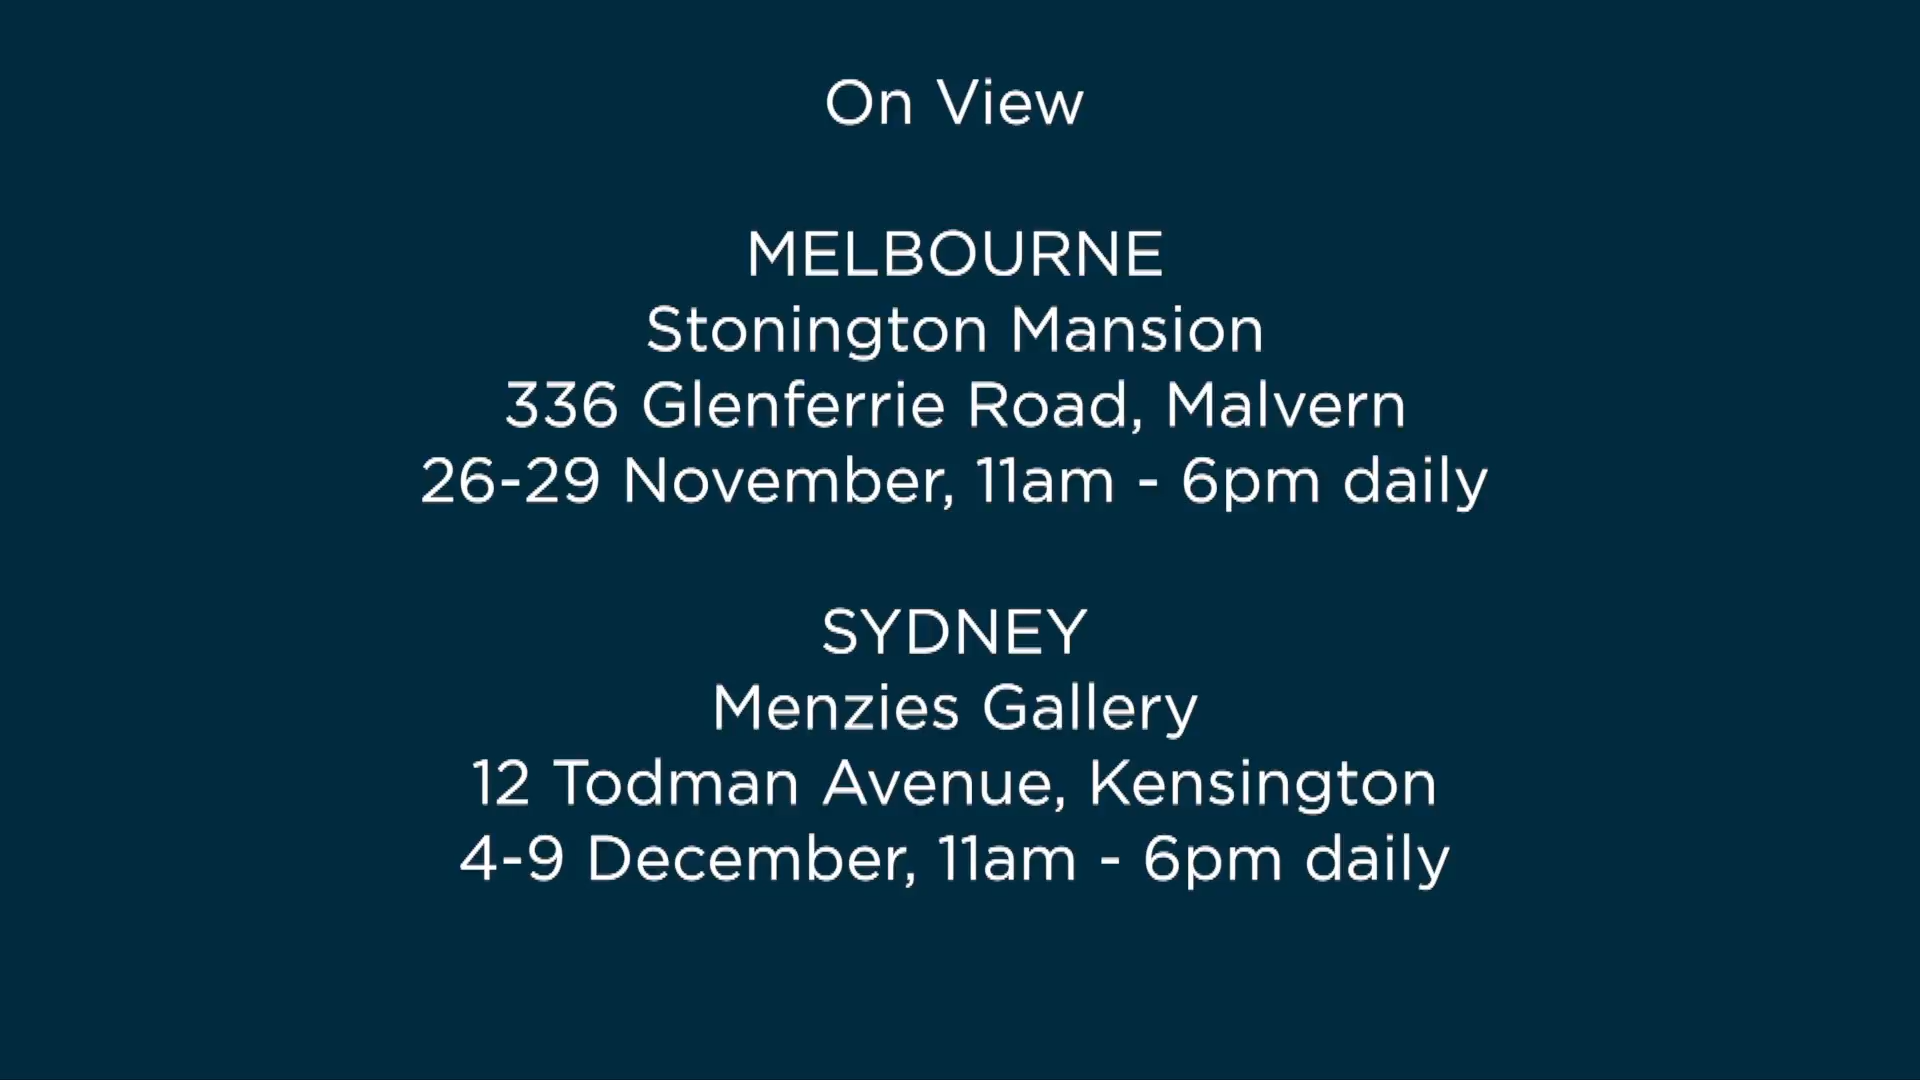 On View
MELBOURNE
Stonington Mansion
336 Glenferrie Road, Malvern
26-29 November, 11am - 6pm daily
SYDNEY
Menzies Gallery
12 Todman Avenue, Kensington
4-9 December, 11am - 6pm daily